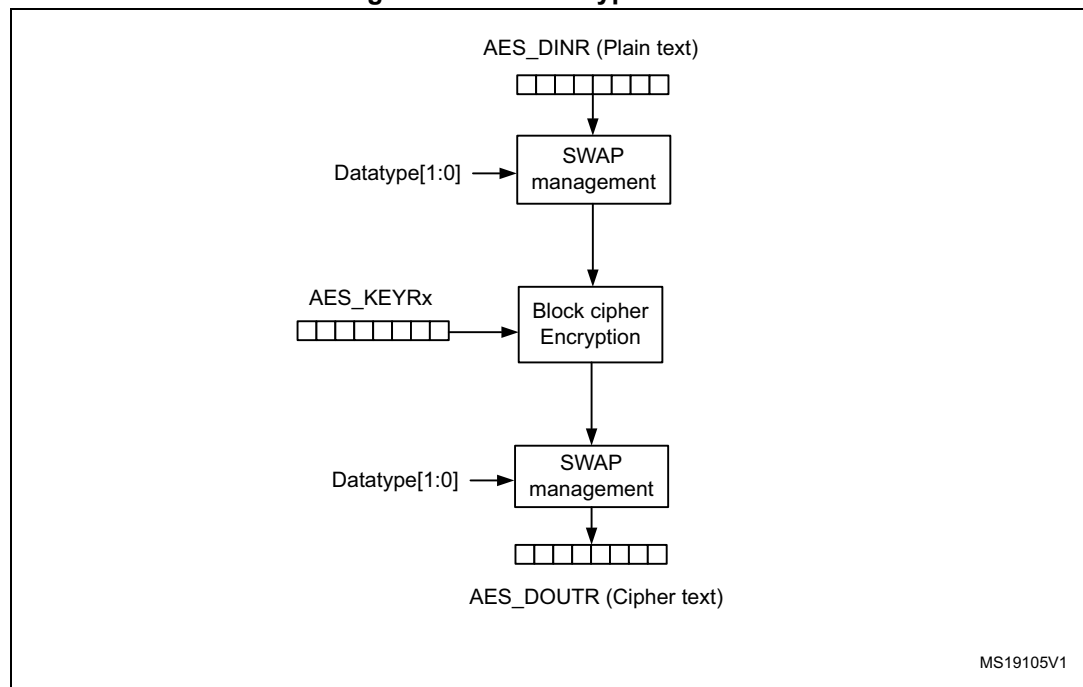 AES_DINR (Plain text)
SWAP
management
Datatype[1:0]
AES_KEYRx
Block cipher
Encryption
SWAP
management
Datatype[1:0]
AES_DOUTR (Cipher text)
MS19105V1